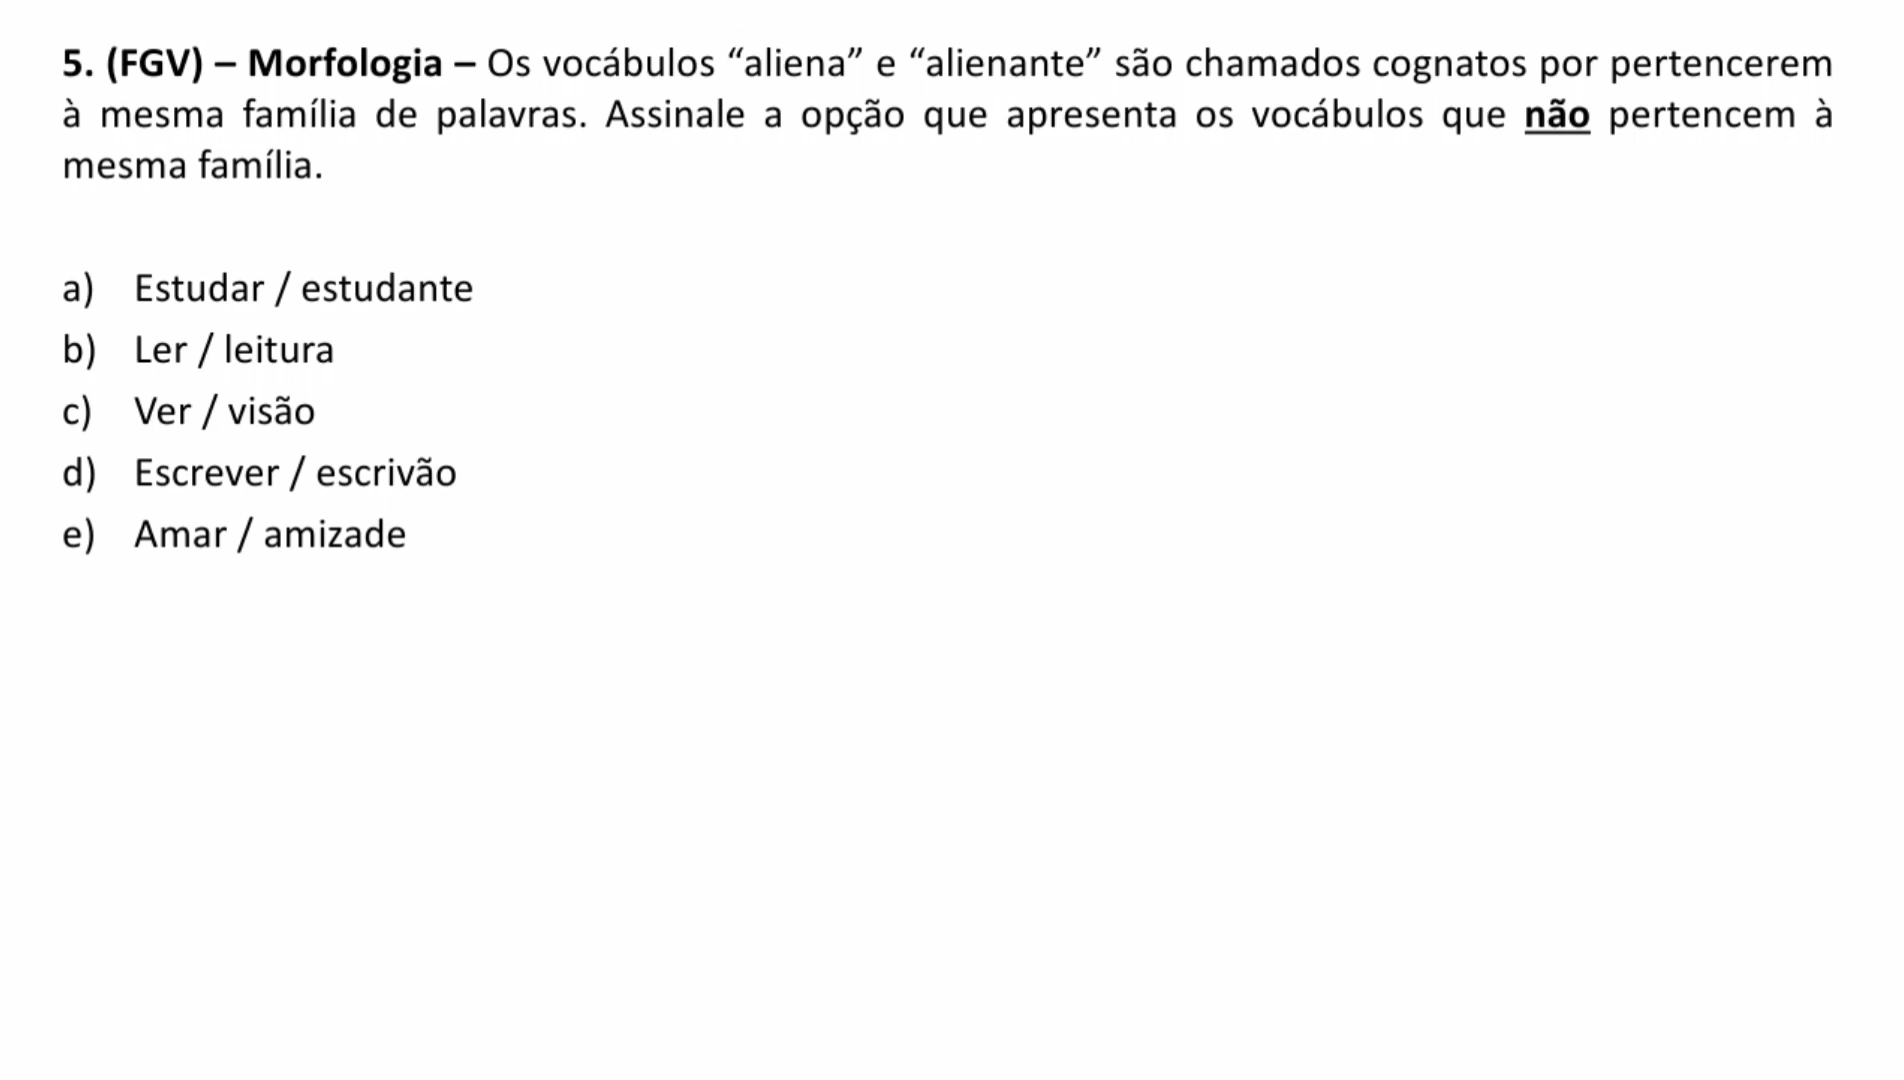 5. (FGV) – Morfologia – Os vocábulos “aliena” e “alienante” são chamados cognatos por pertencerem
à mesma família de palavras. Assinale a opção que apresenta os vocábulos que não pertencem à
mesma família.
a) Estudar / estudante
b) Ler / leitura
c) Ver / visão
d) Escrever / escrivão
e) Amar / amizade